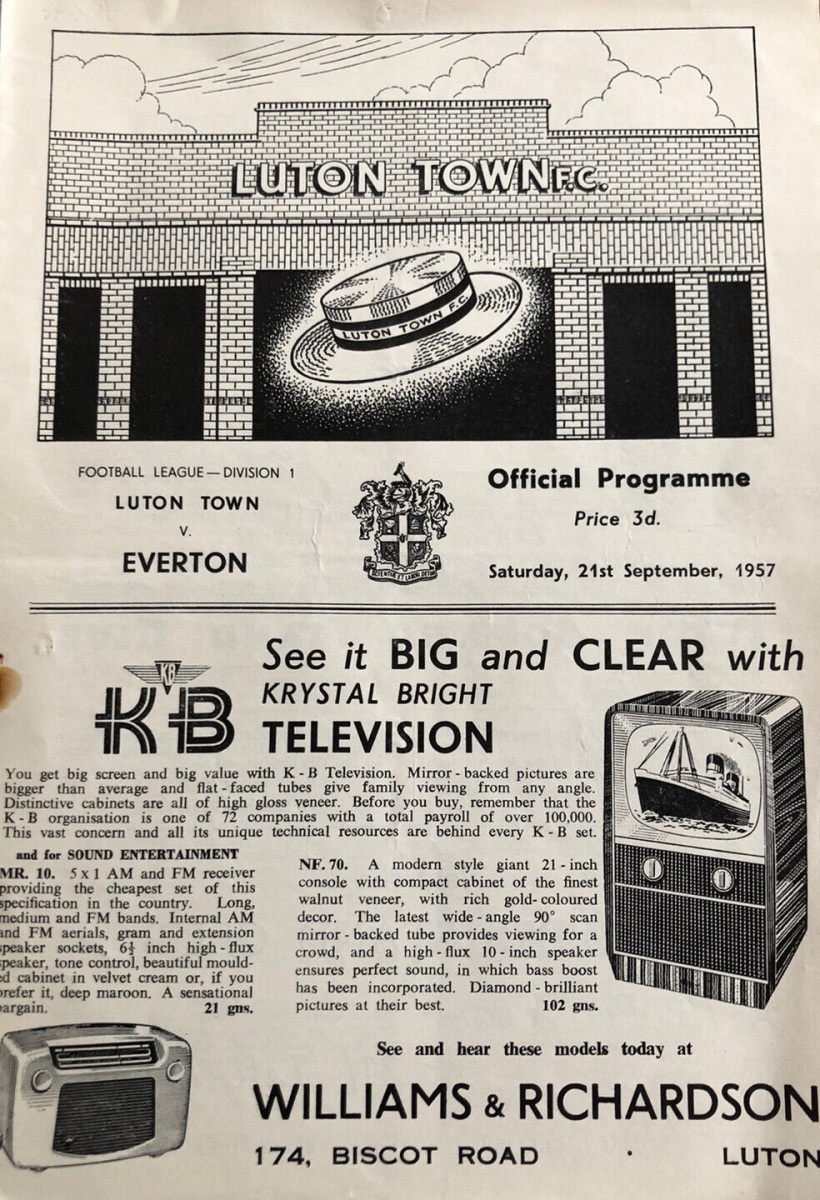 LUTON TOWN F.C.
LUTON TOWN F.C.
FOOTBALL LEAGUE — DIVISION 1
LUTON TOWN
V.
EVERTON
SCIENTIÆ ET LABORI DETUR
Official Programme
Price 3d.
Saturday, 21st September, 1957
KB
KB
See it BIG and CLEAR with
KRYSTAL BRIGHT
TELEVISION
You get big screen and big value with K-B Television. Mirror-backed pictures are
bigger than average and flat-faced tubes give family viewing from any angle.
Distinctive cabinets are all of high gloss veneer. Before you buy, remember that the
K-B organisation is one of 72 companies with a total payroll of over 100,000.
This vast concern and all its unique technical resources are behind every K-B set.
and for SOUND ENTERTAINMENT
MR. 10. 5 x 1 AM and FM receiver
providing the cheapest set of this
specification in the country. Long,
medium and FM bands. Internal AM
and FM aerials, gram and extension
speaker sockets, 6½ inch high-flux
speaker, tone control, beautiful mould-
ed cabinet in velvet cream or, if you
prefer it, deep maroon. A sensational
bargain. 21 gns.
NF. 70. A modern style giant 21-inch
console with compact cabinet of the finest
walnut veneer, with rich gold-coloured
decor. The latest wide-angle 90° scan
mirror-backed tube provides viewing for a
crowd, and a high-flux 10-inch speaker
ensures perfect sound, in which bass boost
has been incorporated. Diamond-brilliant
pictures at their best. 102 gns.
See and hear these models today at
WILLIAMS & RICHARDSON
174, BISCOT ROAD · LUTON